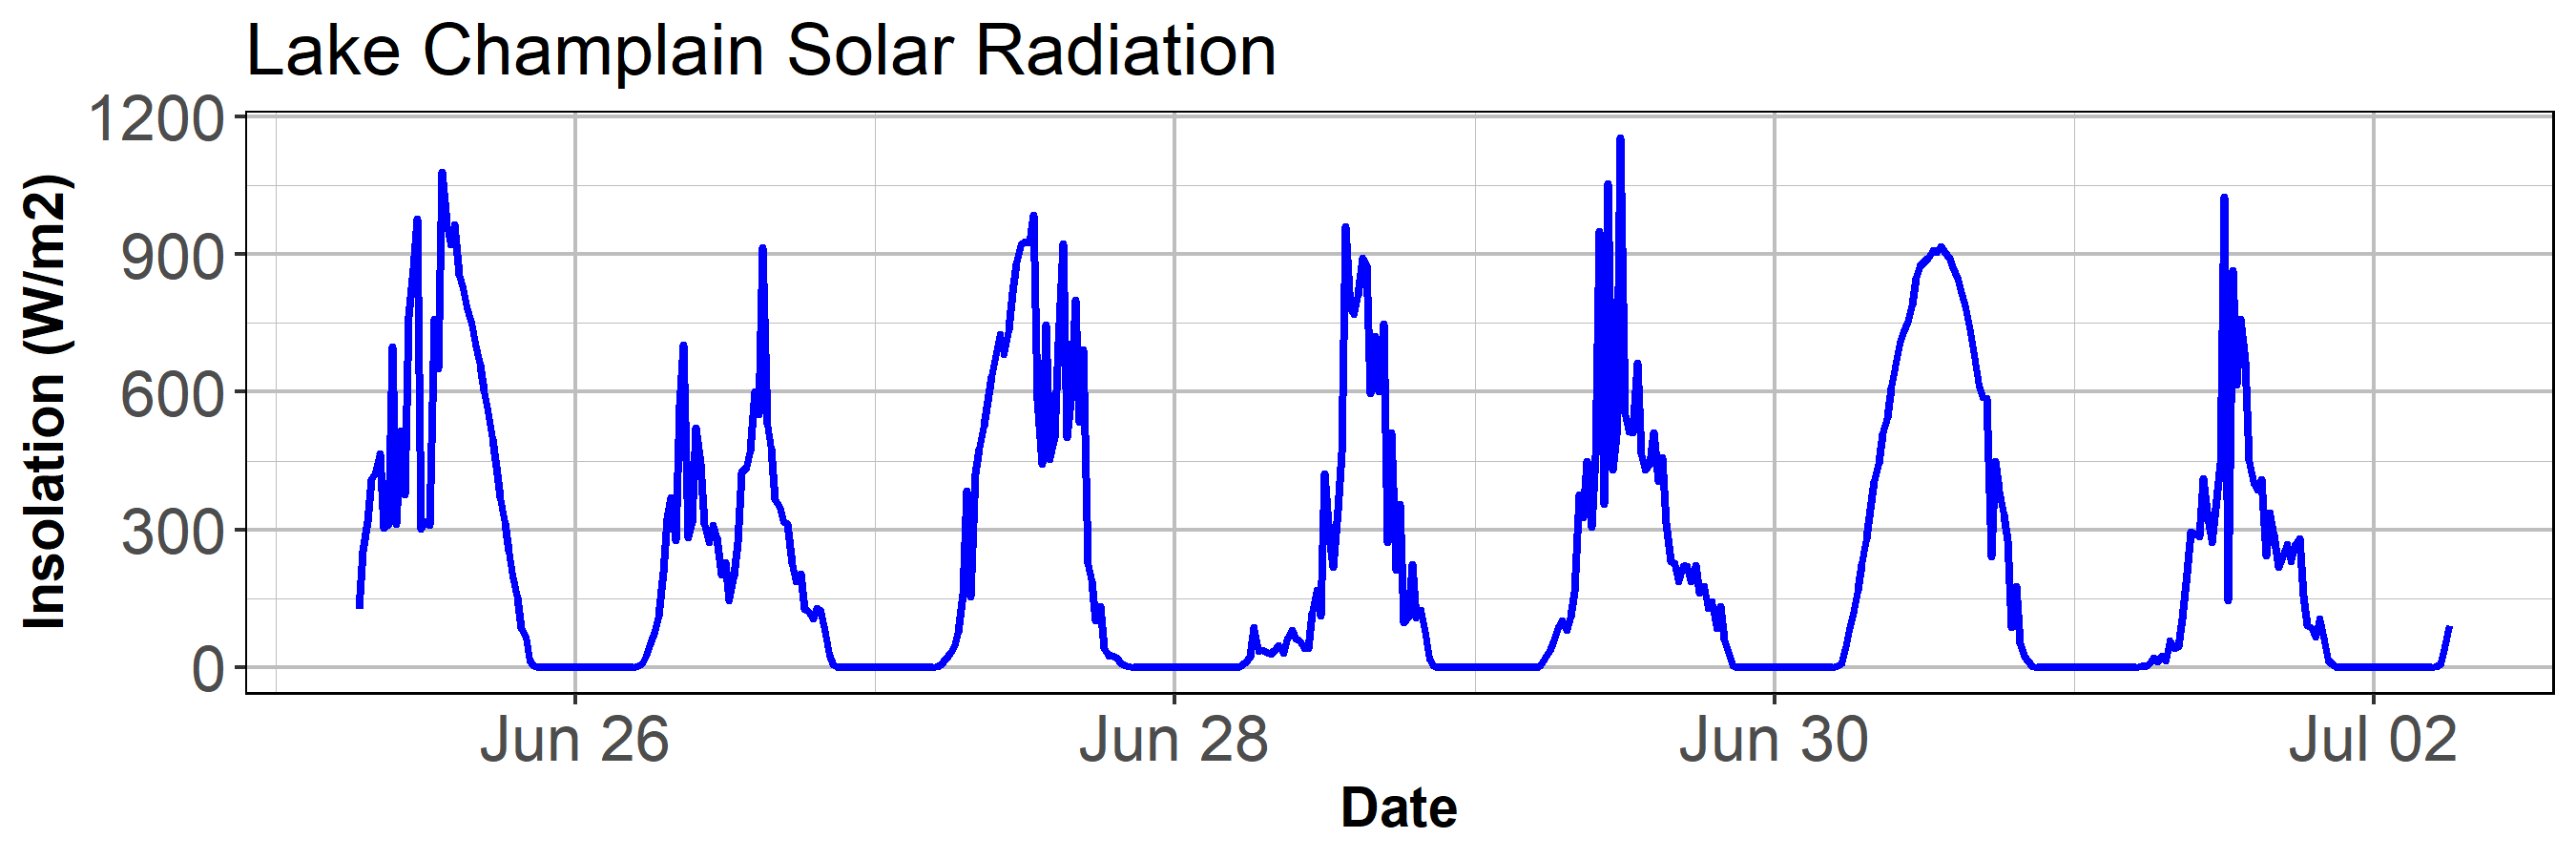 Lake Champlain Solar Radiation
1200
900
600
300
0
Insolation (W/m2)
Jun 26 Jun 28 Jun 30 Jul 02
Date